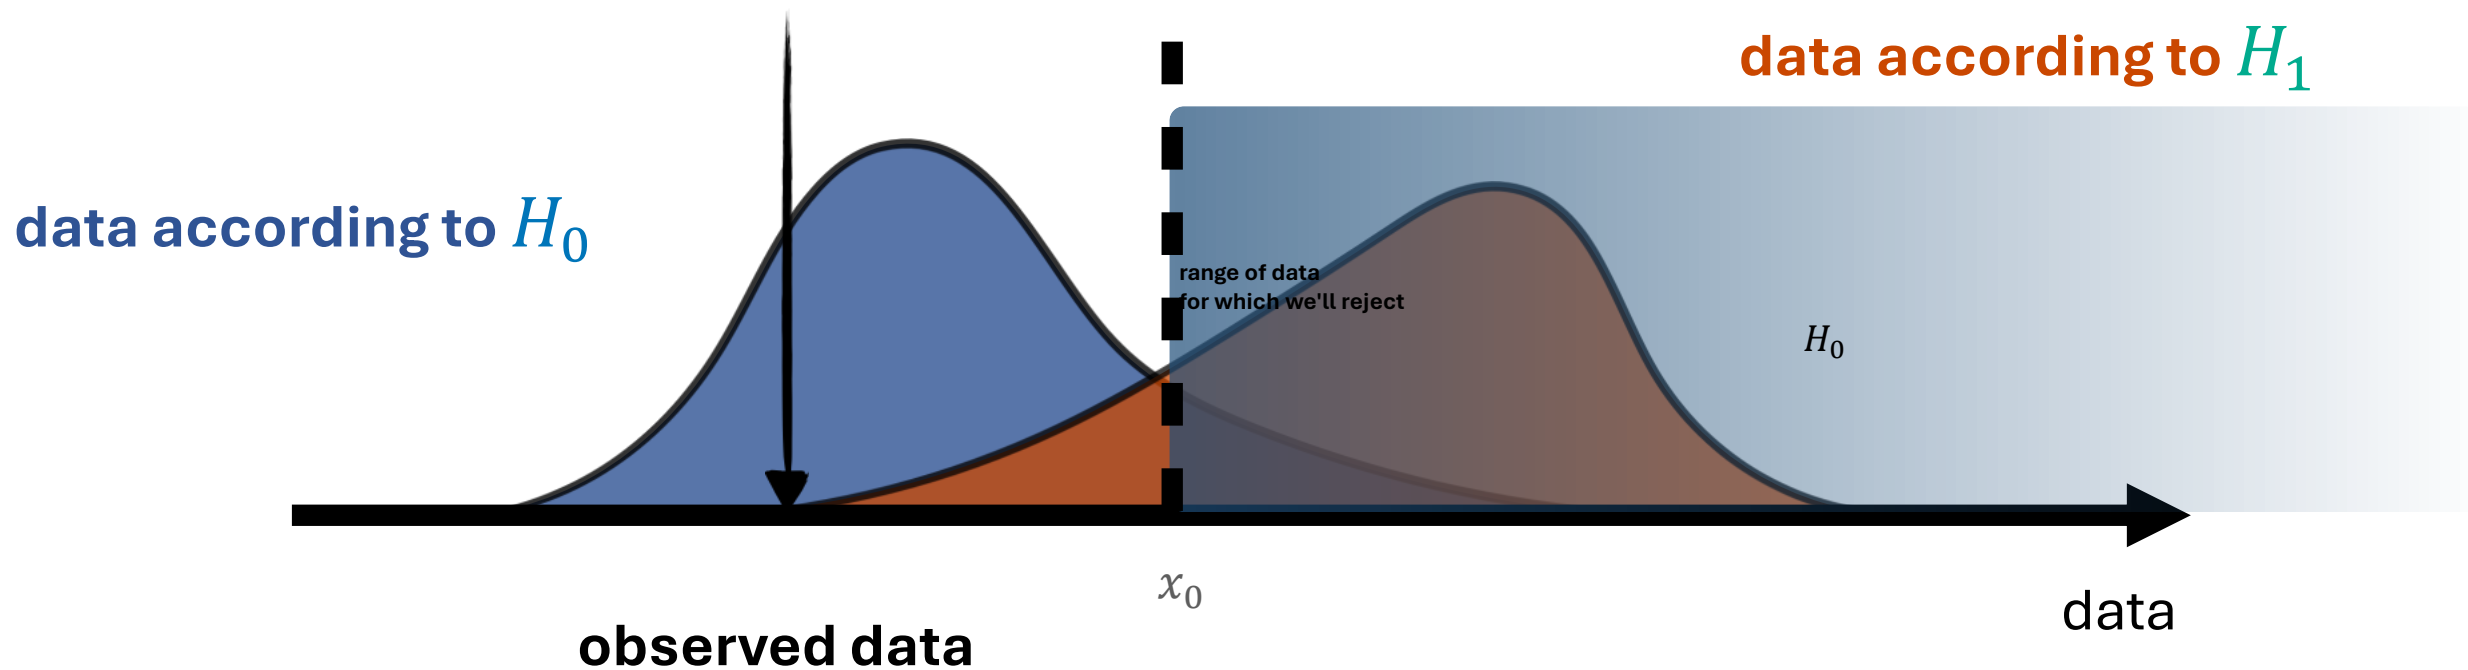 data according to H₁
data according to H₀
range of data
for which we'll reject
H₀
x₀
data
observed data